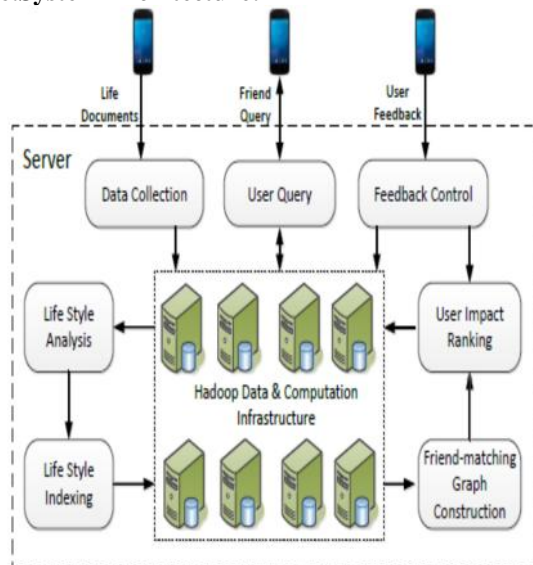 Life
Documents
Friend
Query
User
Feedback
Server
Data Collection
User Query
Feedback Control
Life Style
Analysis
User Impact
Ranking
Hadoop Data & Computation
Infrastructure
Life Style
Indexing
Friend-matching
Graph
Construction